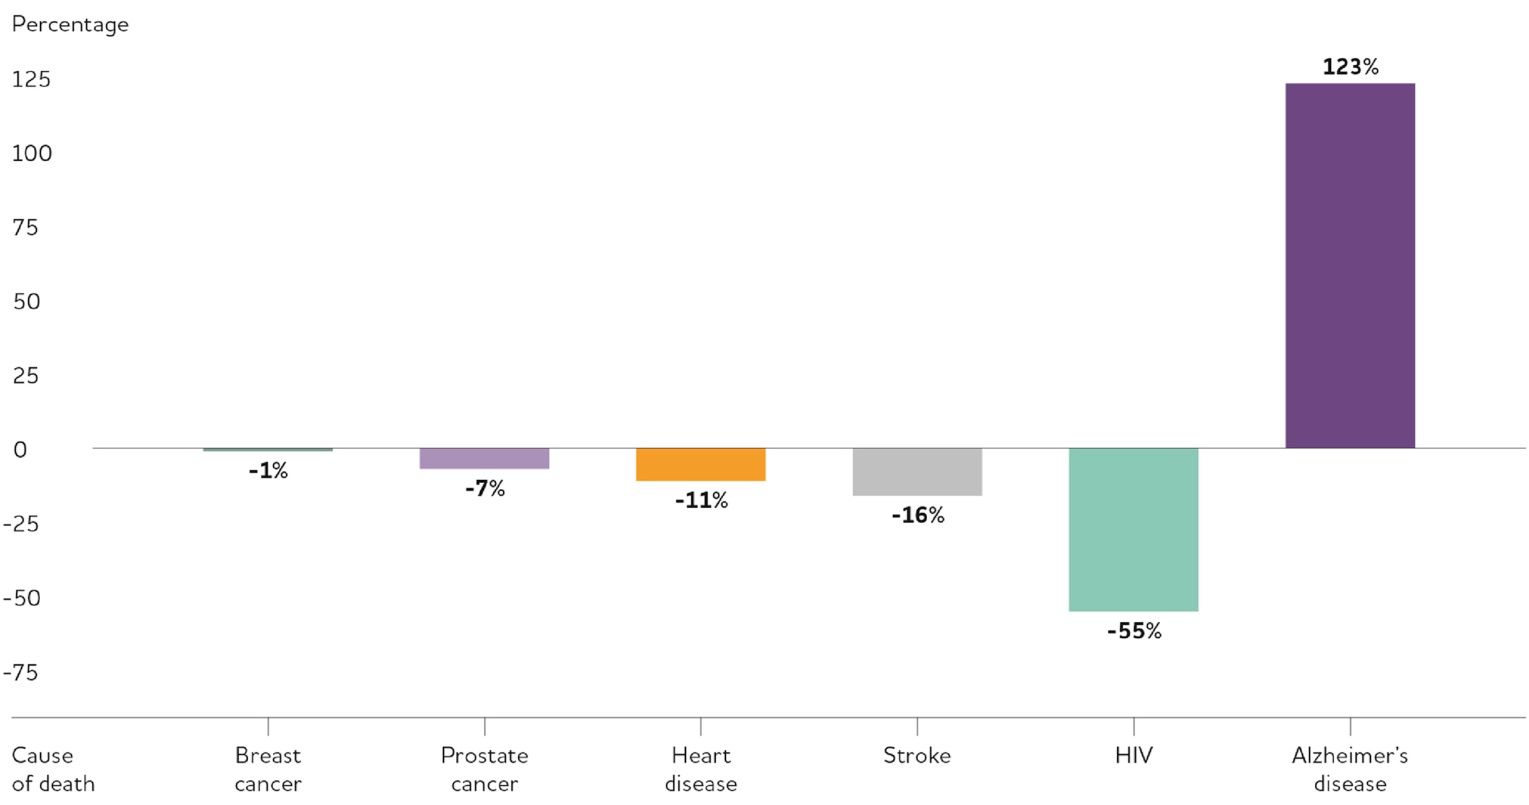 Percentage
125
123%
100
75
50
25
0
-1%
-7%
-11%
-16%
-25
-50
-55%
-75
Cause
of death
Breast
cancer
Prostate
cancer
Heart
disease
Stroke
HIV
Alzheimer's
disease